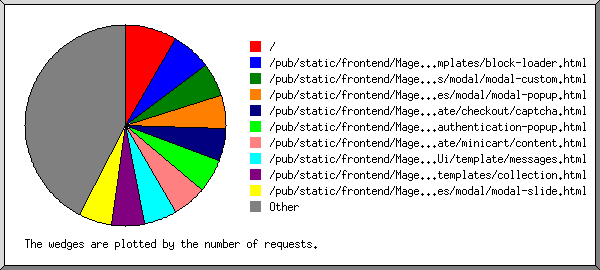 /
/pub/static/frontend/Mage...mplates/block-loader.html
/pub/static/frontend/Mage...s/modal/modal-custom.html
/pub/static/frontend/Mage...es/modal/modal-popup.html
/pub/static/frontend/Mage...ate/checkout/captcha.html
/pub/static/frontend/Mage...authentication-popup.html
/pub/static/frontend/Mage...ate/minicart/content.html
/pub/static/frontend/Mage...Ui/template/messages.html
/pub/static/frontend/Mage...templates/collection.html
/pub/static/frontend/Mage...es/modal/modal-slide.html
Other
The wedges are plotted by the number of requests.